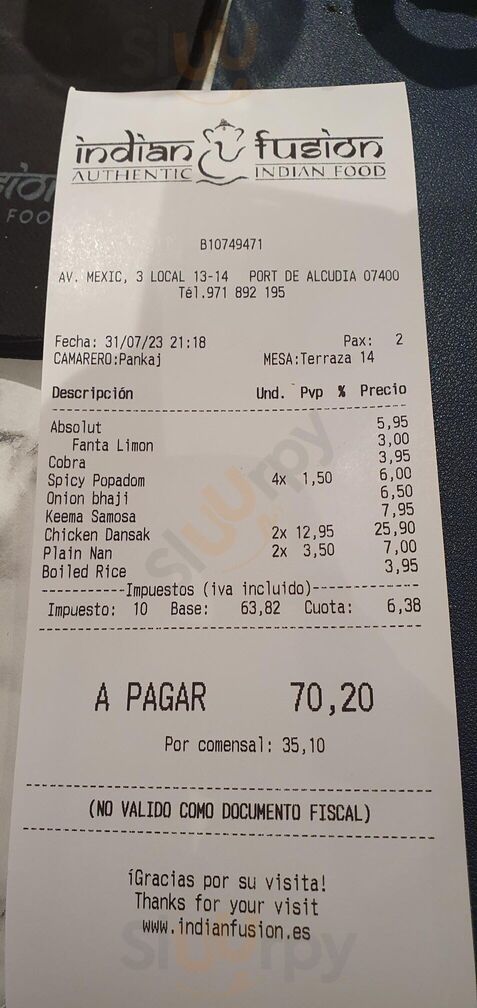 indian fusion
AUTHENTIC INDIAN FOOD
B10749471
AV. MEXIC, 3 LOCAL 13-14 PORT DE ALCUDIA 07400
Tél.971 892 195
Fecha: 31/07/23 21:18 Pax: 2
CAMARERO:Pankaj MESA:Terraza 14
Descripción Und. Pvp % Precio
Absolut 5,95
Fanta Limon 3,00
Cobra 3,95
Spicy Popadom 4x 1,50 6,00
Onion bhaji 6,50
Keema Samosa 7,95
Chicken Dansak 2x 12,95 25,90
Plain Nan 2x 3,50 7,00
Boiled Rice 3,95
----------Impuestos (iva incluido)-------------
Impuesto: 10 Base: 63,82 Cuota: 6,38
A PAGAR 70,20
Por comensal: 35,10
(NO VALIDO COMO DOCUMENTO FISCAL)
¡Gracias por su visita!
Thanks for your visit
www.indianfusion.es
sluurpy